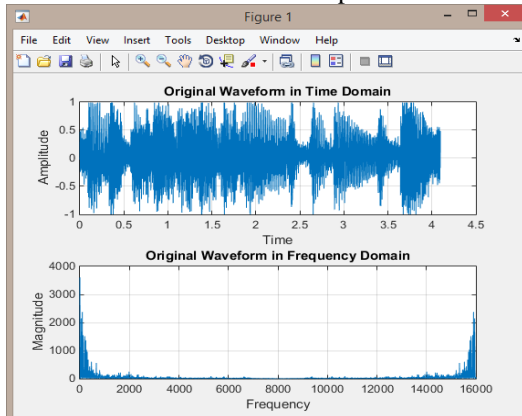 Figure 1
File Edit View Insert Tools Desktop Window Help
Original Waveform in Time Domain
1
0.5
0
-0.5
-1
Amplitude
0 0.5 1 1.5 2 2.5 3 3.5 4 4.5
Time
Original Waveform in Frequency Domain
4000
3000
2000
1000
0
Magnitude
0 2000 4000 6000 8000 10000 12000 14000 16000
Frequency